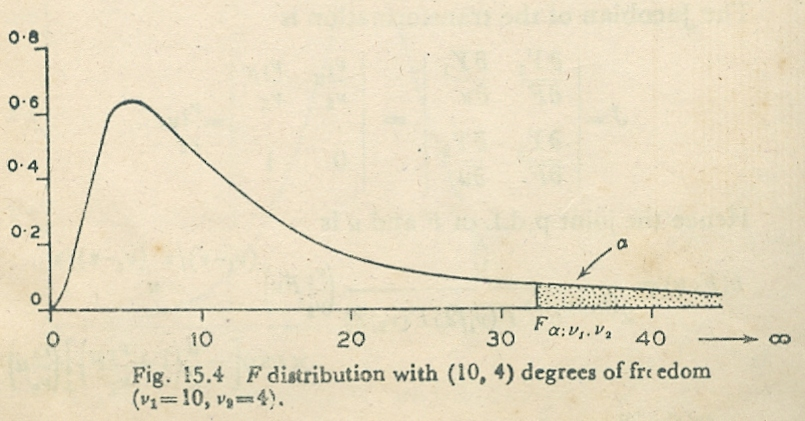 0·8
0·6
0·4
0·2
0
0 10 20 30 40 ∞
α
Fα;ν₁.ν₂
Fig. 15.4 F distribution with (10, 4) degrees of freedom
(ν₁=10, ν₂=4).